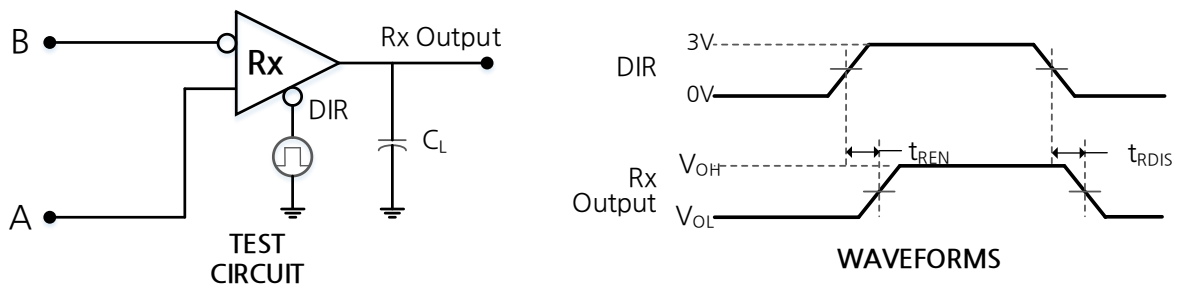 B
Rx
Rx Output
DIR
C_L
A
TEST
CIRCUIT
DIR
3V
0V
t_REN
t_RDIS
V_OH
Rx
Output
V_OL
WAVEFORMS